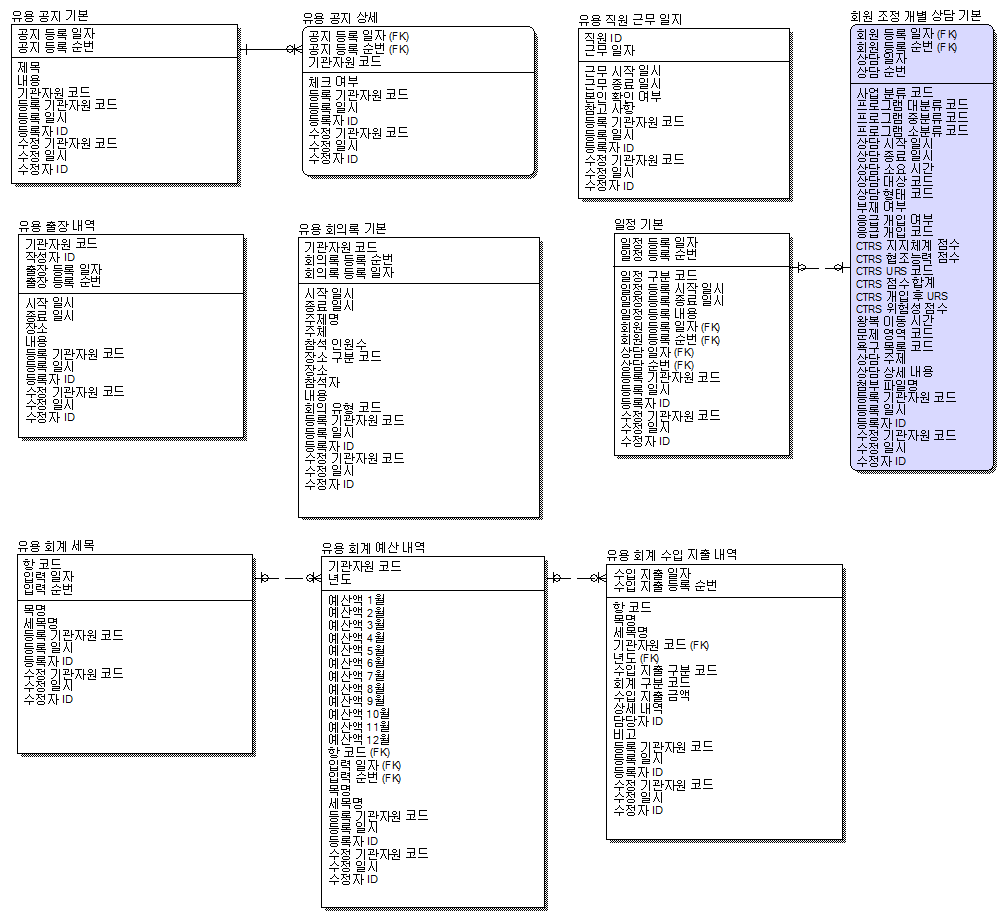 유용 공지 기본
공지 등록 일자
공지 등록 순번
제목
내용
기관자원 코드
등록 기관자원 코드
등록 일시
등록자 ID
수정 기관자원 코드
수정 일시
수정자 ID
유용 공지 상세
공지 등록 일자 (FK)
공지 등록 순번 (FK)
기관자원 코드
체크 여부
등록 기관자원 코드
등록 일시
등록자 ID
수정 기관자원 코드
수정 일시
수정자 ID
유용 직원 근무 일지
직원 ID
근무 일자
근무 시작 일시
근무 종료 일시
본인 확인 여부
참고 사항
등록 기관자원 코드
등록 일시
등록자 ID
수정 기관자원 코드
수정 일시
수정자 ID
회원 조정 개별 상담 기본
회원 등록 일자 (FK)
회원 등록 순번 (FK)
상담 일자
상담 순번
사업 분류 코드
프로그램 대분류 코드
프로그램 중분류 코드
프로그램 소분류 코드
상담 시작 일시
상담 종료 일시
상담 소요 시간
상담 대상 코드
상담 형태 코드
부재 여부
응급 개입 여부
응급 개입 코드
CTRS 지지체계 점수
CTRS 협조능력 점수
CTRS URS 코드
CTRS 점수 합계
CTRS 개입 후 URS
CTRS 위험성 점수
왕복 이동 시간
문제 영역 코드
욕구 목록 코드
상담 주제
상담 상세 내용
첨부 파일명
등록 기관자원 코드
등록 일시
등록자 ID
수정 기관자원 코드
수정 일시
수정자 ID
유용 출장 내역
기관자원 코드
작성자 ID
출장 등록 일자
출장 등록 순번
시작 일시
종료 일시
장소
내용
등록 기관자원 코드
등록 일시
등록자 ID
수정 기관자원 코드
수정 일시
수정자 ID
유용 회의록 기본
기관자원 코드
회의록 등록 순번
회의록 등록 일자
시작 일시
종료 일시
주제명
주체
참석 인원수
장소 구분 코드
장소
참석자
내용
회의 유형 코드
등록 기관자원 코드
등록 일시
등록자 ID
수정 기관자원 코드
수정 일시
수정자 ID
일정 기본
일정 등록 일자
일정 등록 순번
일정 구분 코드
일정 등록 시작 일시
일정 등록 종료 일시
일정 등록 내용
회원 등록 일자 (FK)
회원 등록 순번 (FK)
상담 일자 (FK)
상담 순번 (FK)
등록 기관자원 코드
등록 일시
등록자 ID
수정 기관자원 코드
수정 일시
수정자 ID
유용 회계 세목
항 코드
입력 일자
입력 순번
목명
세목명
등록 기관자원 코드
등록 일시
등록자 ID
수정 기관자원 코드
수정 일시
수정자 ID
유용 회계 예산 내역
기관자원 코드
년도
예산액 1월
예산액 2월
예산액 3월
예산액 4월
예산액 5월
예산액 6월
예산액 7월
예산액 8월
예산액 9월
예산액 10월
예산액 11월
예산액 12월
항 코드 (FK)
입력 일자 (FK)
입력 순번 (FK)
목명
세목명
등록 기관자원 코드
등록 일시
등록자 ID
수정 기관자원 코드
수정 일시
수정자 ID
유용 회계 수입 지출 내역
수입 지출 일자
수입 지출 등록 순번
항 코드
목명
세목명
기관자원 코드 (FK)
년도 (FK)
수입 지출 구분 코드
회계 구분 코드
수입 지출 금액
상세 내역
담당자 ID
비고
등록 기관자원 코드
등록 일시
등록자 ID
수정 기관자원 코드
수정 일시
수정자 ID